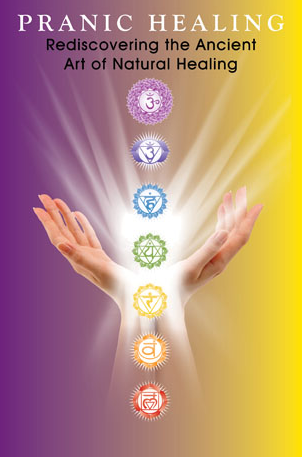 PRANIC HEALING
Rediscovering the Ancient
Art of Natural Healing
ॐ